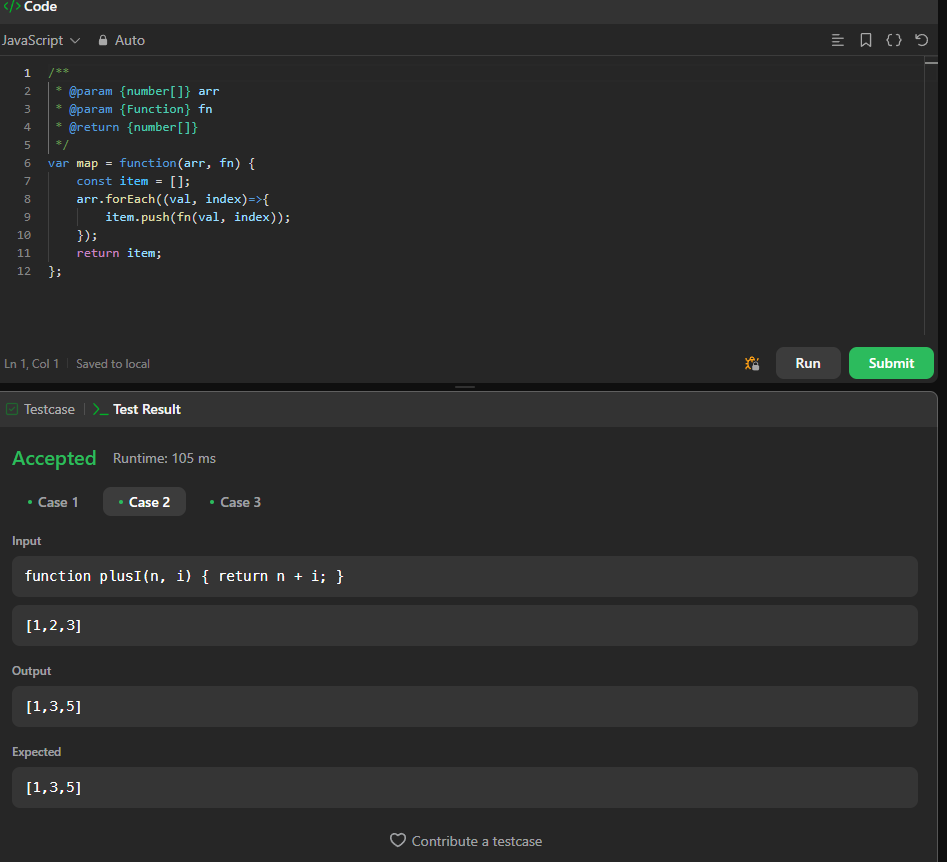 </> Code
JavaScript Auto
1 /**
2 * @param {number[]} arr
3 * @param {Function} fn
4 * @return {number[]}
5 */
6 var map = function(arr, fn) {
7 const item = [];
8 arr.forEach((val, index)=>{
9 item.push(fn(val, index));
10 });
11 return item;
12 };
Ln 1, Col 1 Saved to local
Run Submit
Testcase >_ Test Result
Accepted Runtime: 105 ms
• Case 1 • Case 2 • Case 3
Input
function plusI(n, i) { return n + i; }
[1,2,3]
Output
[1,3,5]
Expected
[1,3,5]
Contribute a testcase